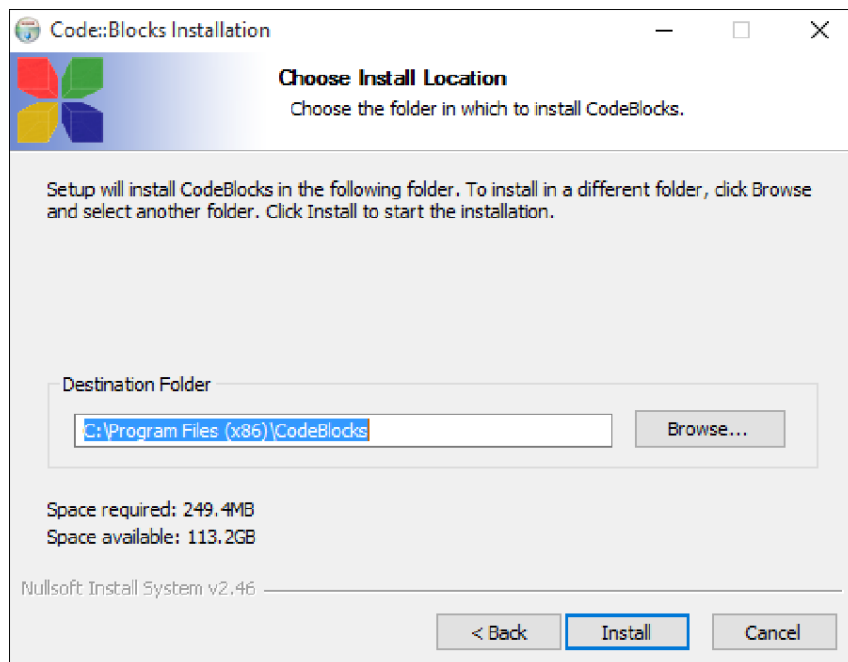 Code::Blocks Installation
Choose Install Location
Choose the folder in which to install CodeBlocks.
Setup will install CodeBlocks in the following folder. To install in a different folder, click Browse
and select another folder. Click Install to start the installation.
Destination Folder
C:\Program Files (x86)\CodeBlocks
Browse...
Space required: 249.4MB
Space available: 113.2GB
Nullsoft Install System v2.46
< Back
Install
Cancel